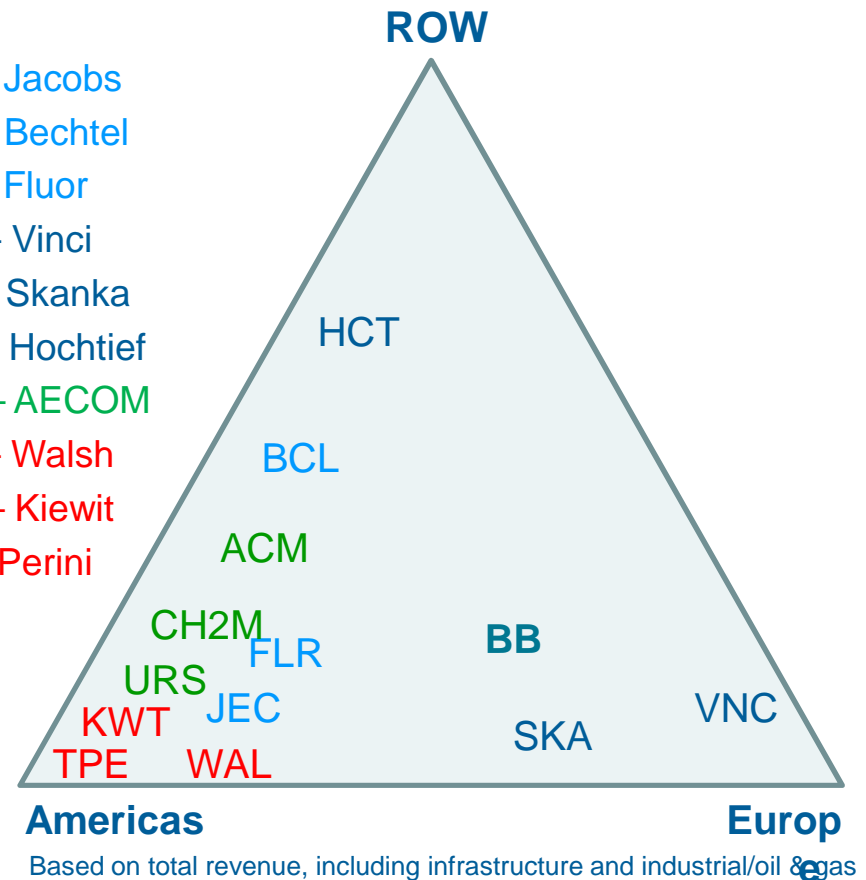 ROW
Jacobs
Bechtel
Fluor
- Vinci
Skanka
Hochtief
- AECOM
- Walsh
- Kiewit
Perini
HCT
BCL
ACM
CH2M
FLR
BB
URS
JEC
VNC
KWT
SKA
TPE
WAL
Americas
Europe
Based on total revenue, including infrastructure and industrial/oil & gas